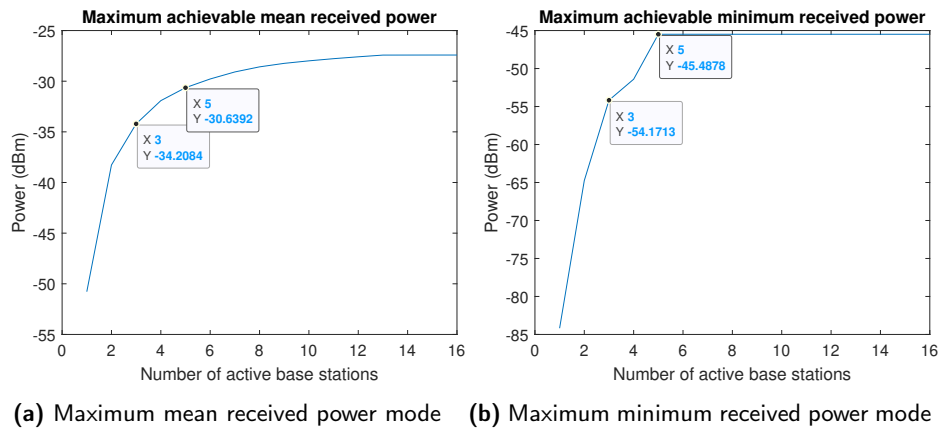 Maximum achievable mean received power
-25
-30
-35
-40
-45
-50
-55
Power (dBm)
X 5
Y -30.6392
X 3
Y -34.2084
0 2 4 6 8 10 12 14 16
Number of active base stations
(a) Maximum mean received power mode
Maximum achievable minimum received power
-45
-50
-55
-60
-65
-70
-75
-80
-85
Power (dBm)
X 5
Y -45.4878
X 3
Y -54.1713
0 2 4 6 8 10 12 14 16
Number of active base stations
(b) Maximum minimum received power mode